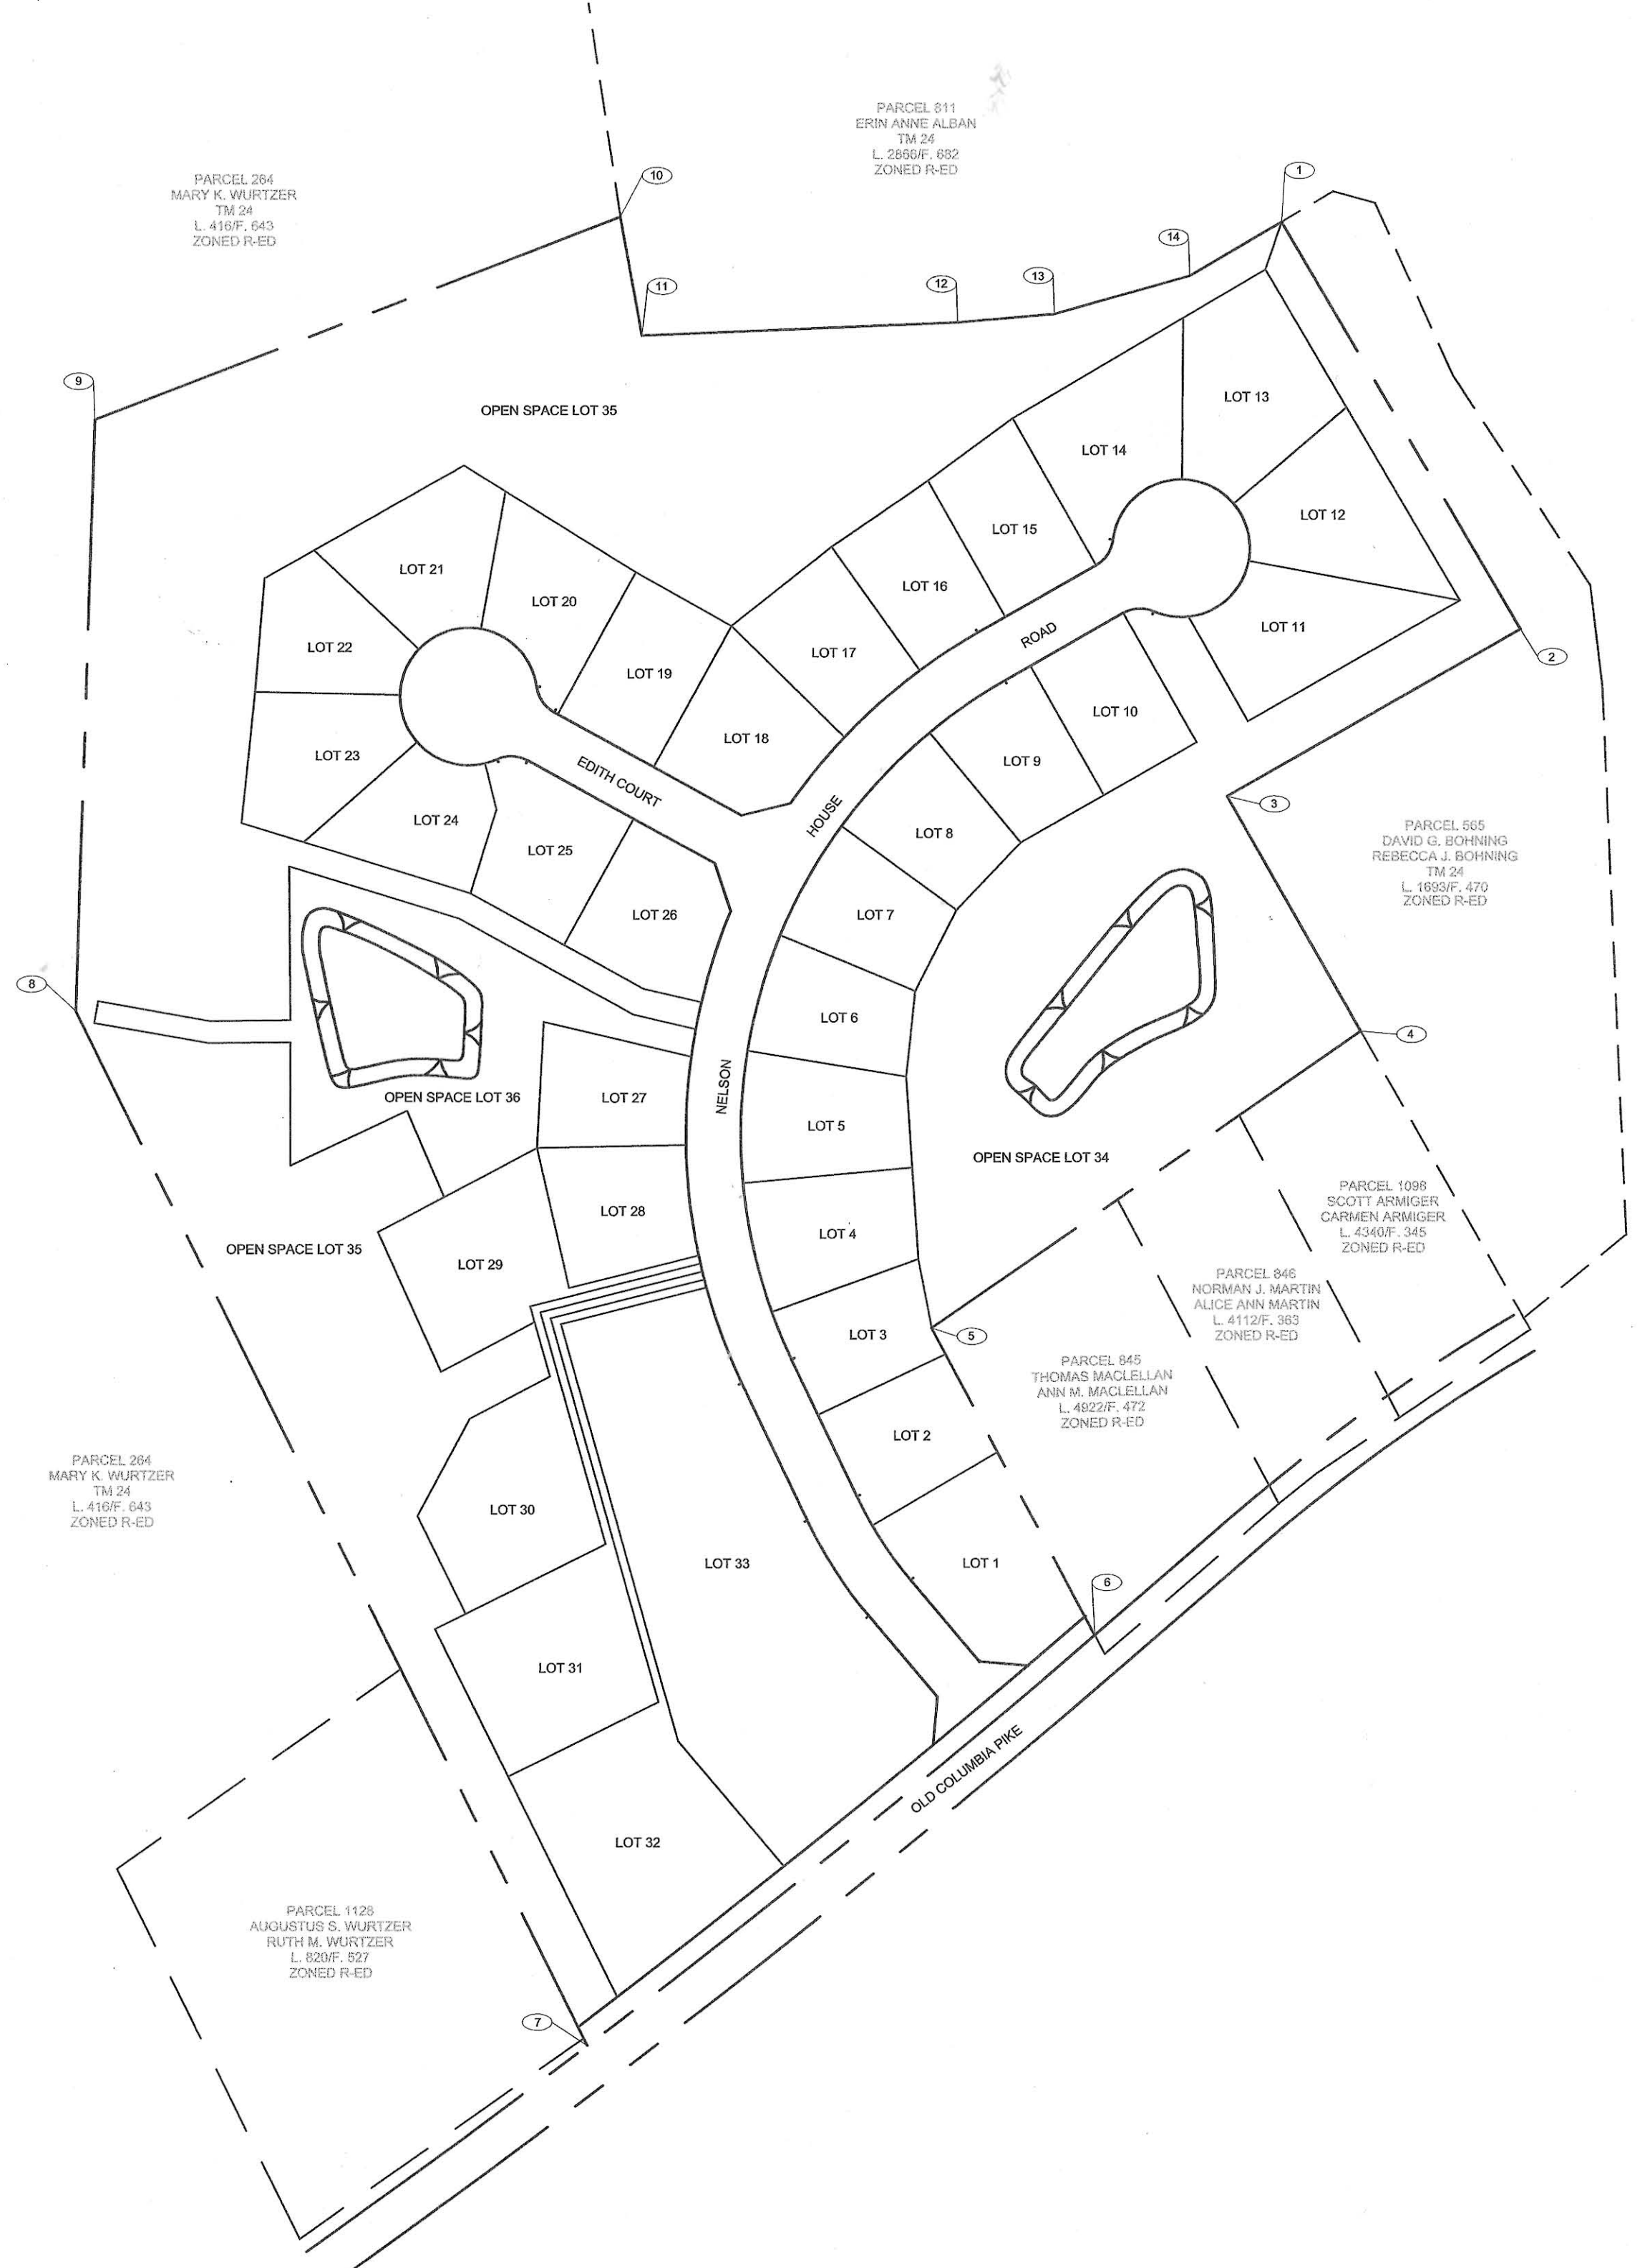 PARCEL 811
ERIN ANNE ALBAN
TM 24
L. 2866/F. 682
ZONED R-ED
PARCEL 264
MARY K. WURTZER
TM 24
L. 416/F. 643
ZONED R-ED
10
1
14
11
12
13
9
OPEN SPACE LOT 35
LOT 13
LOT 14
LOT 12
LOT 15
LOT 21
LOT 16
LOT 20
LOT 11
ROAD
LOT 22
LOT 17
2
LOT 19
LOT 10
LOT 18
LOT 23
LOT 9
EDITH COURT
3
HOUSE
LOT 24
LOT 8
LOT 25
PARCEL 565
DAVID G. BOHNING
REBECCA J. BOHNING
TM 24
L. 1693/F. 470
ZONED R-ED
LOT 26
LOT 7
8
LOT 6
4
NELSON
OPEN SPACE LOT 36
LOT 27
LOT 5
OPEN SPACE LOT 34
PARCEL 1098
SCOTT ARMIGER
CARMEN ARMIGER
L. 4340/F. 345
ZONED R-ED
LOT 28
LOT 4
OPEN SPACE LOT 35
LOT 29
PARCEL 846
NORMAN J. MARTIN
ALICE ANN MARTIN
L. 4112/F. 363
ZONED R-ED
LOT 3
5
PARCEL 845
THOMAS MACLELLAN
ANN M. MACLELLAN
L. 4922/F. 472
ZONED R-ED
LOT 2
PARCEL 264
MARY K. WURTZER
TM 24
L. 416/F. 643
ZONED R-ED
LOT 30
LOT 33
LOT 1
6
LOT 31
OLD COLUMBIA PIKE
LOT 32
PARCEL 1128
AUGUSTUS S. WURTZER
RUTH M. WURTZER
L. 820/F. 527
ZONED R-ED
7